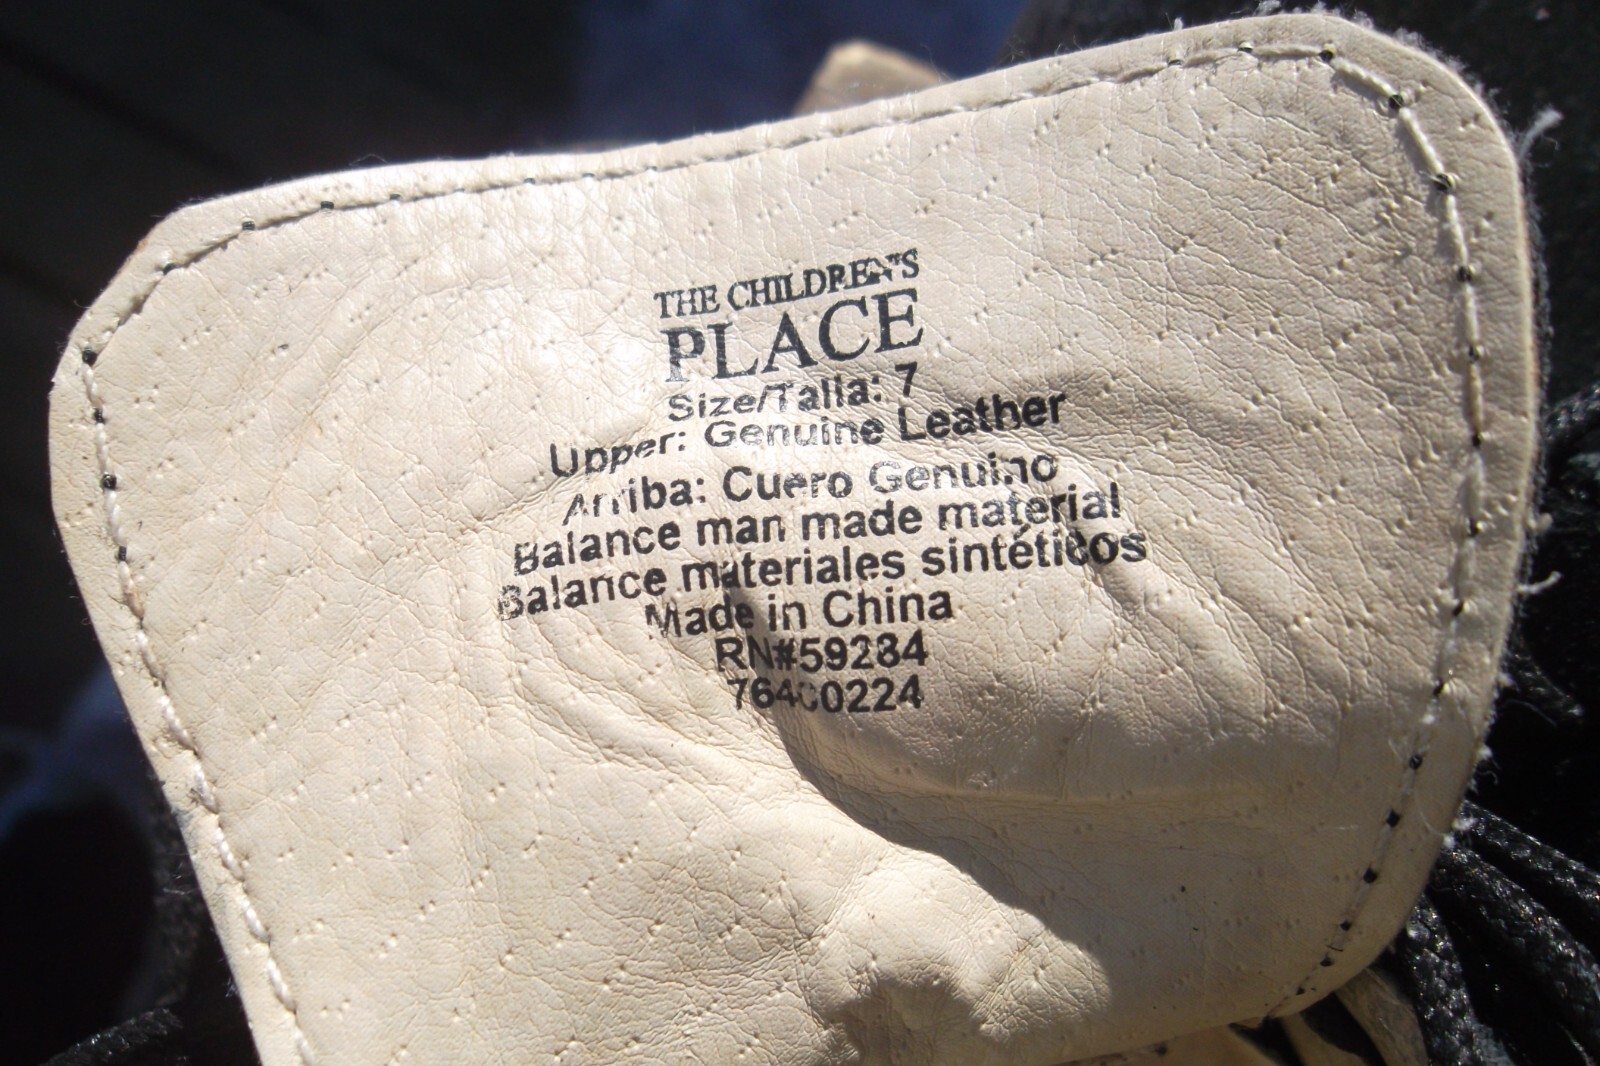 THE CHILDREN'S
PLACE
Size/Talla: 7
Upper: Genuine Leather
Arriba: Cuero Genuino
Balance man made material
Balance materiales sintéticos
Made in China
RN#59284
76400224